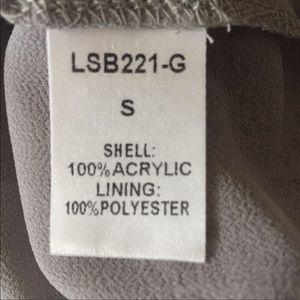 LSB221-G
S
SHELL:
100%ACRYLIC
LINING:
100%POLYESTER